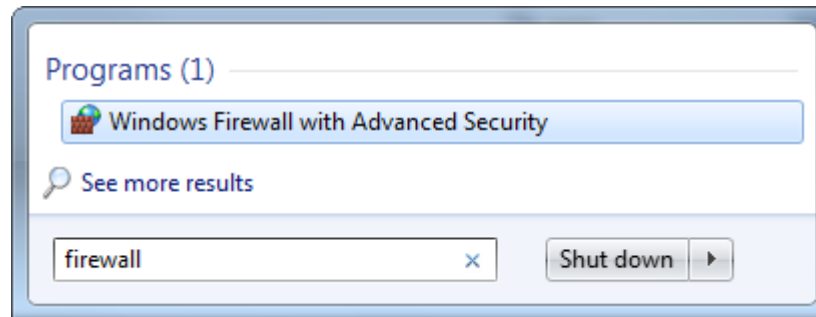 Programs (1)
Windows Firewall with Advanced Security
See more results
firewall
Shut down